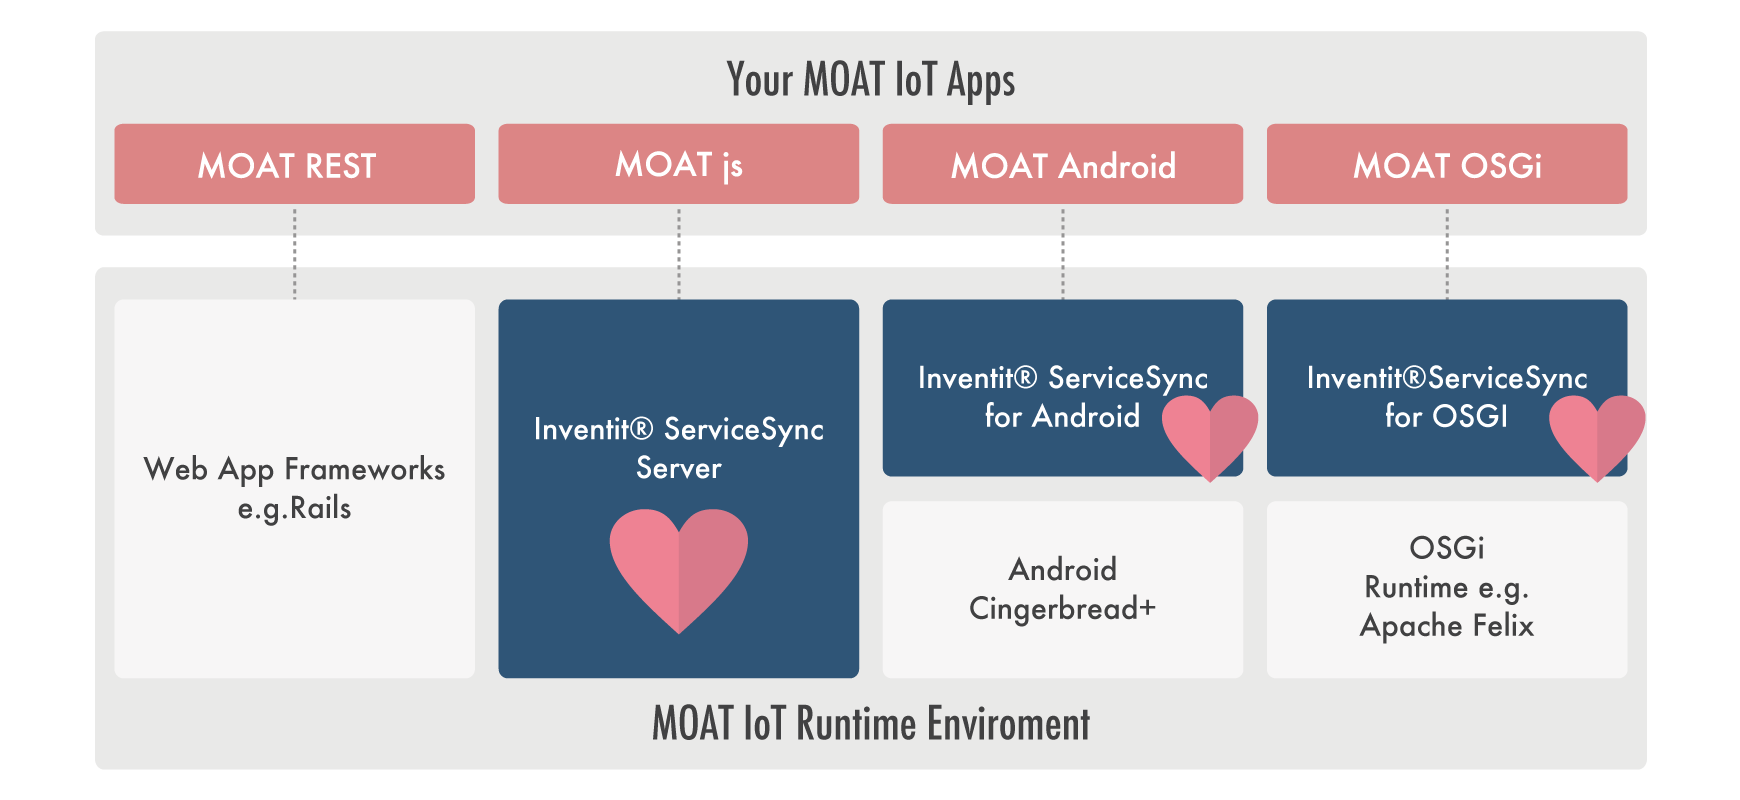 Your MOAT IoT Apps
MOAT REST
MOAT js
MOAT Android
MOAT OSGi
Web App Frameworks
e.g.Rails
Inventit® ServiceSync
Server
Inventit® ServiceSync
for Android
Inventit®ServiceSync
for OSGI
Android
Cingerbread+
OSGi
Runtime e.g.
Apache Felix
MOAT IoT Runtime Enviroment